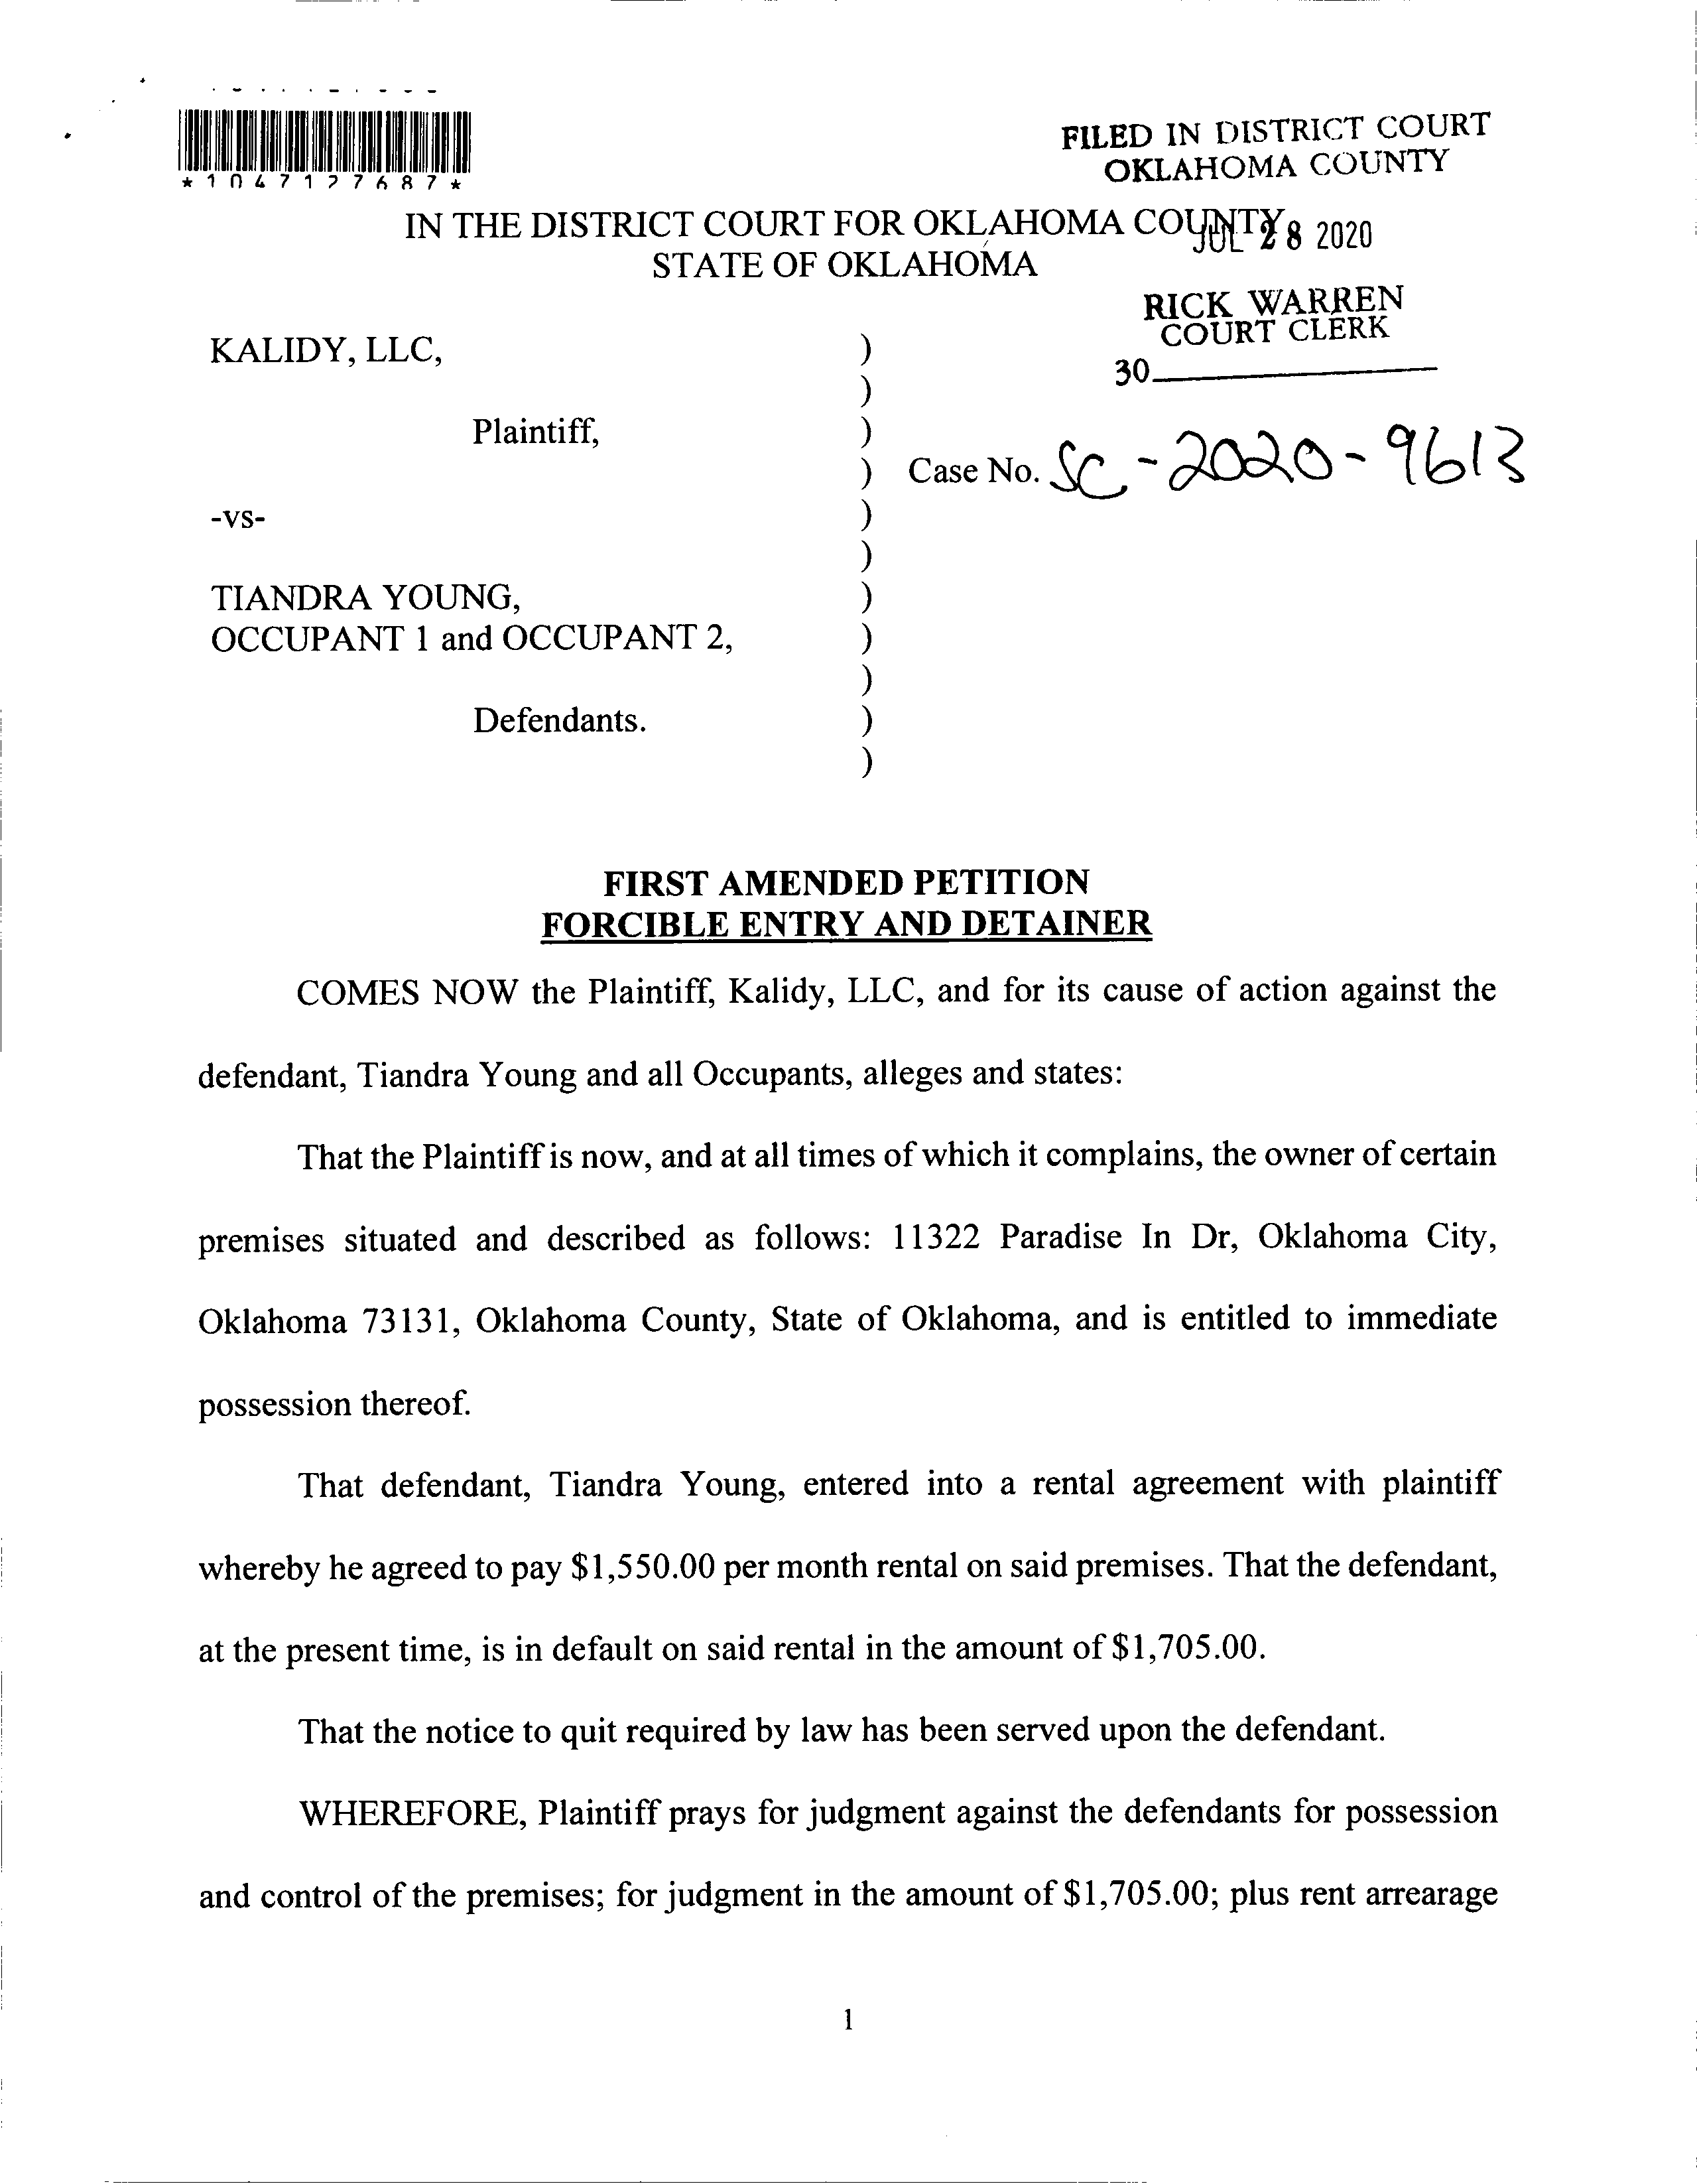 *1047127687*
FILED IN DISTRICT COURT
OKLAHOMA COUNTY
IN THE DISTRICT COURT FOR OKLAHOMA COUNTY
JUL 28 2020
STATE OF OKLAHOMA
RICK WARREN
COURT CLERK
30
KALIDY, LLC, )
)
Plaintiff, )
) Case No. SC-2020-9613
-vs- )
)
TIANDRA YOUNG, )
OCCUPANT 1 and OCCUPANT 2, )
)
Defendants. )
)
FIRST AMENDED PETITION
FORCIBLE ENTRY AND DETAINER
COMES NOW the Plaintiff, Kalidy, LLC, and for its cause of action against the
defendant, Tiandra Young and all Occupants, alleges and states:
That the Plaintiff is now, and at all times of which it complains, the owner of certain
premises situated and described as follows: 11322 Paradise In Dr, Oklahoma City,
Oklahoma 73131, Oklahoma County, State of Oklahoma, and is entitled to immediate
possession thereof.
That defendant, Tiandra Young, entered into a rental agreement with plaintiff
whereby he agreed to pay $1,550.00 per month rental on said premises. That the defendant,
at the present time, is in default on said rental in the amount of $1,705.00.
That the notice to quit required by law has been served upon the defendant.
WHEREFORE, Plaintiff prays for judgment against the defendants for possession
and control of the premises; for judgment in the amount of $1,705.00; plus rent arrearage
1